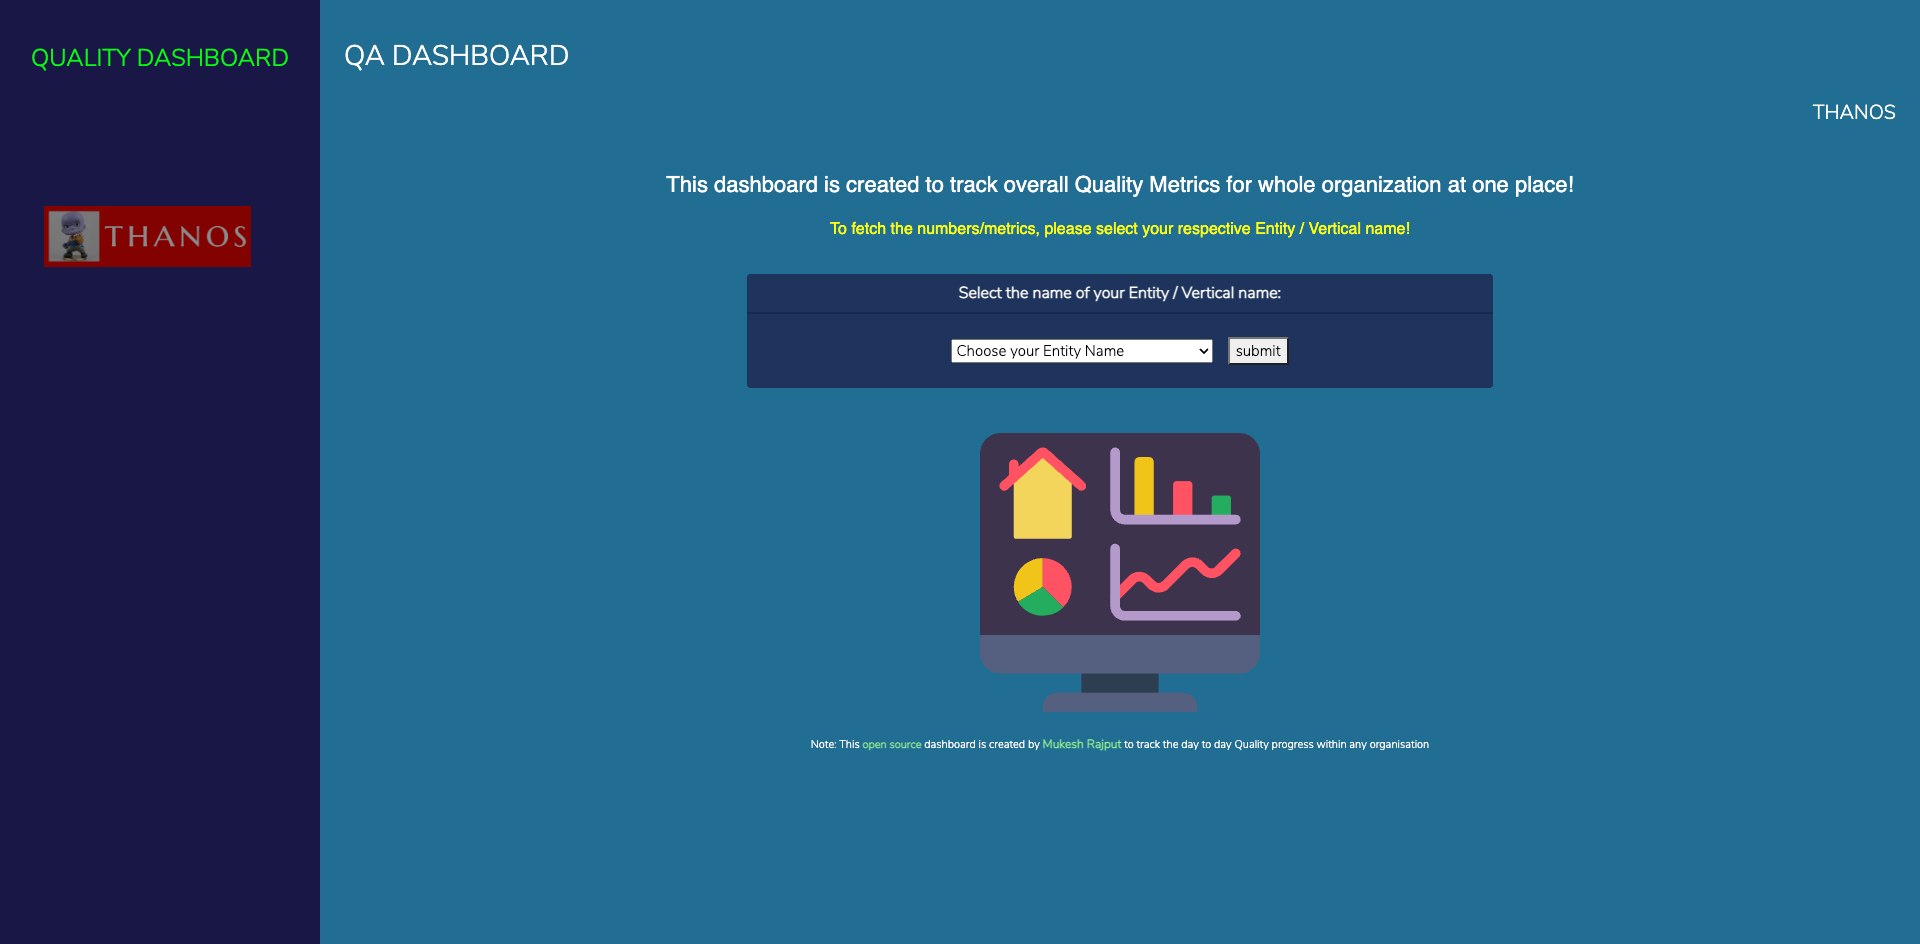 QUALITY DASHBOARD
THANOS
QA DASHBOARD
THANOS
This dashboard is created to track overall Quality Metrics for whole organization at one place!
To fetch the numbers/metrics, please select your respective Entity / Vertical name!
Select the name of your Entity / Vertical name:
Choose your Entity Name submit
Note: This open source dashboard is created by Mukesh Rajput to track the day to day Quality progress within any organisation